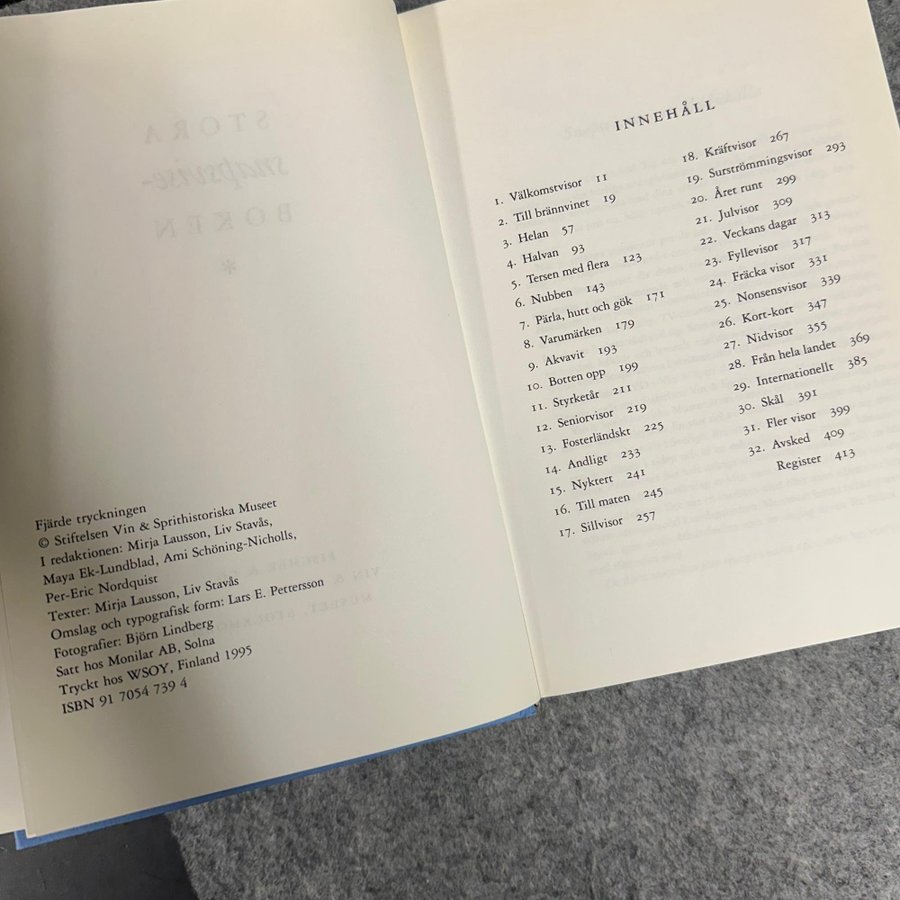 STORA
snapsvise-
BOKEN
*
Fjärde tryckningen
© Stiftelsen Vin & Sprithistoriska Museet
I redaktionen: Mirja Lausson, Liv Stavås,
Maya Ek-Lundblad, Ami Schöning-Nicholls,
Per-Eric Nordquist
Texter: Mirja Lausson, Liv Stavås
Omslag och typografisk form: Lars E. Pettersson
Fotografier: Björn Lindberg
Satt hos Monilar AB, Solna
Tryckt hos WSOY, Finland 1995
ISBN 91 7054 739 4
INNEHÅLL
1. Välkomstvisor 11
2. Till brännvinet 19
3. Helan 57
4. Halvan 93
5. Tersen med flera 123
6. Nubben 143
7. Pärla, hutt och gök 171
8. Varumärken 179
9. Akvavit 193
10. Botten opp 199
11. Styrketår 211
12. Seniorvisor 219
13. Fosterländskt 225
14. Andligt 233
15. Nyktert 241
16. Till maten 245
17. Sillvisor 257
18. Kräftvisor 267
19. Surströmmingsvisor 293
20. Året runt 299
21. Julvisor 309
22. Veckans dagar 313
23. Fyllevisor 317
24. Fräcka visor 331
25. Nonsensvisor 339
26. Kort-kort 347
27. Nidvisor 355
28. Från hela landet 369
29. Internationellt 385
30. Skål 391
31. Fler visor 399
32. Avsked 409
Register 413